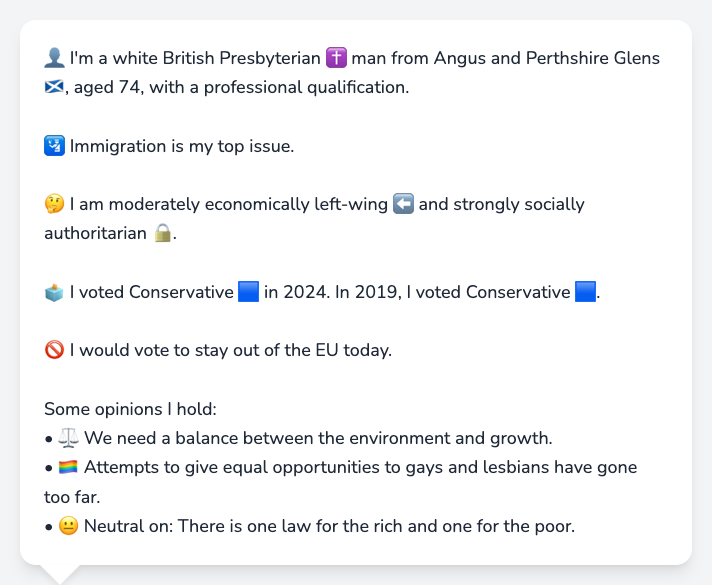 👤 I'm a white British Presbyterian ✝️ man from Angus and Perthshire Glens
🏴󠁧󠁢󠁳󠁣󠁴󠁿, aged 74, with a professional qualification.
🛂 Immigration is my top issue.
🤔 I am moderately economically left-wing ⬅️ and strongly socially
authoritarian 🔒.
🗳️ I voted Conservative 🟦 in 2024. In 2019, I voted Conservative 🟦.
🚫 I would vote to stay out of the EU today.
Some opinions I hold:
• ⚖️ We need a balance between the environment and growth.
• 🏳️‍🌈 Attempts to give equal opportunities to gays and lesbians have gone
too far.
• 😐 Neutral on: There is one law for the rich and one for the poor.